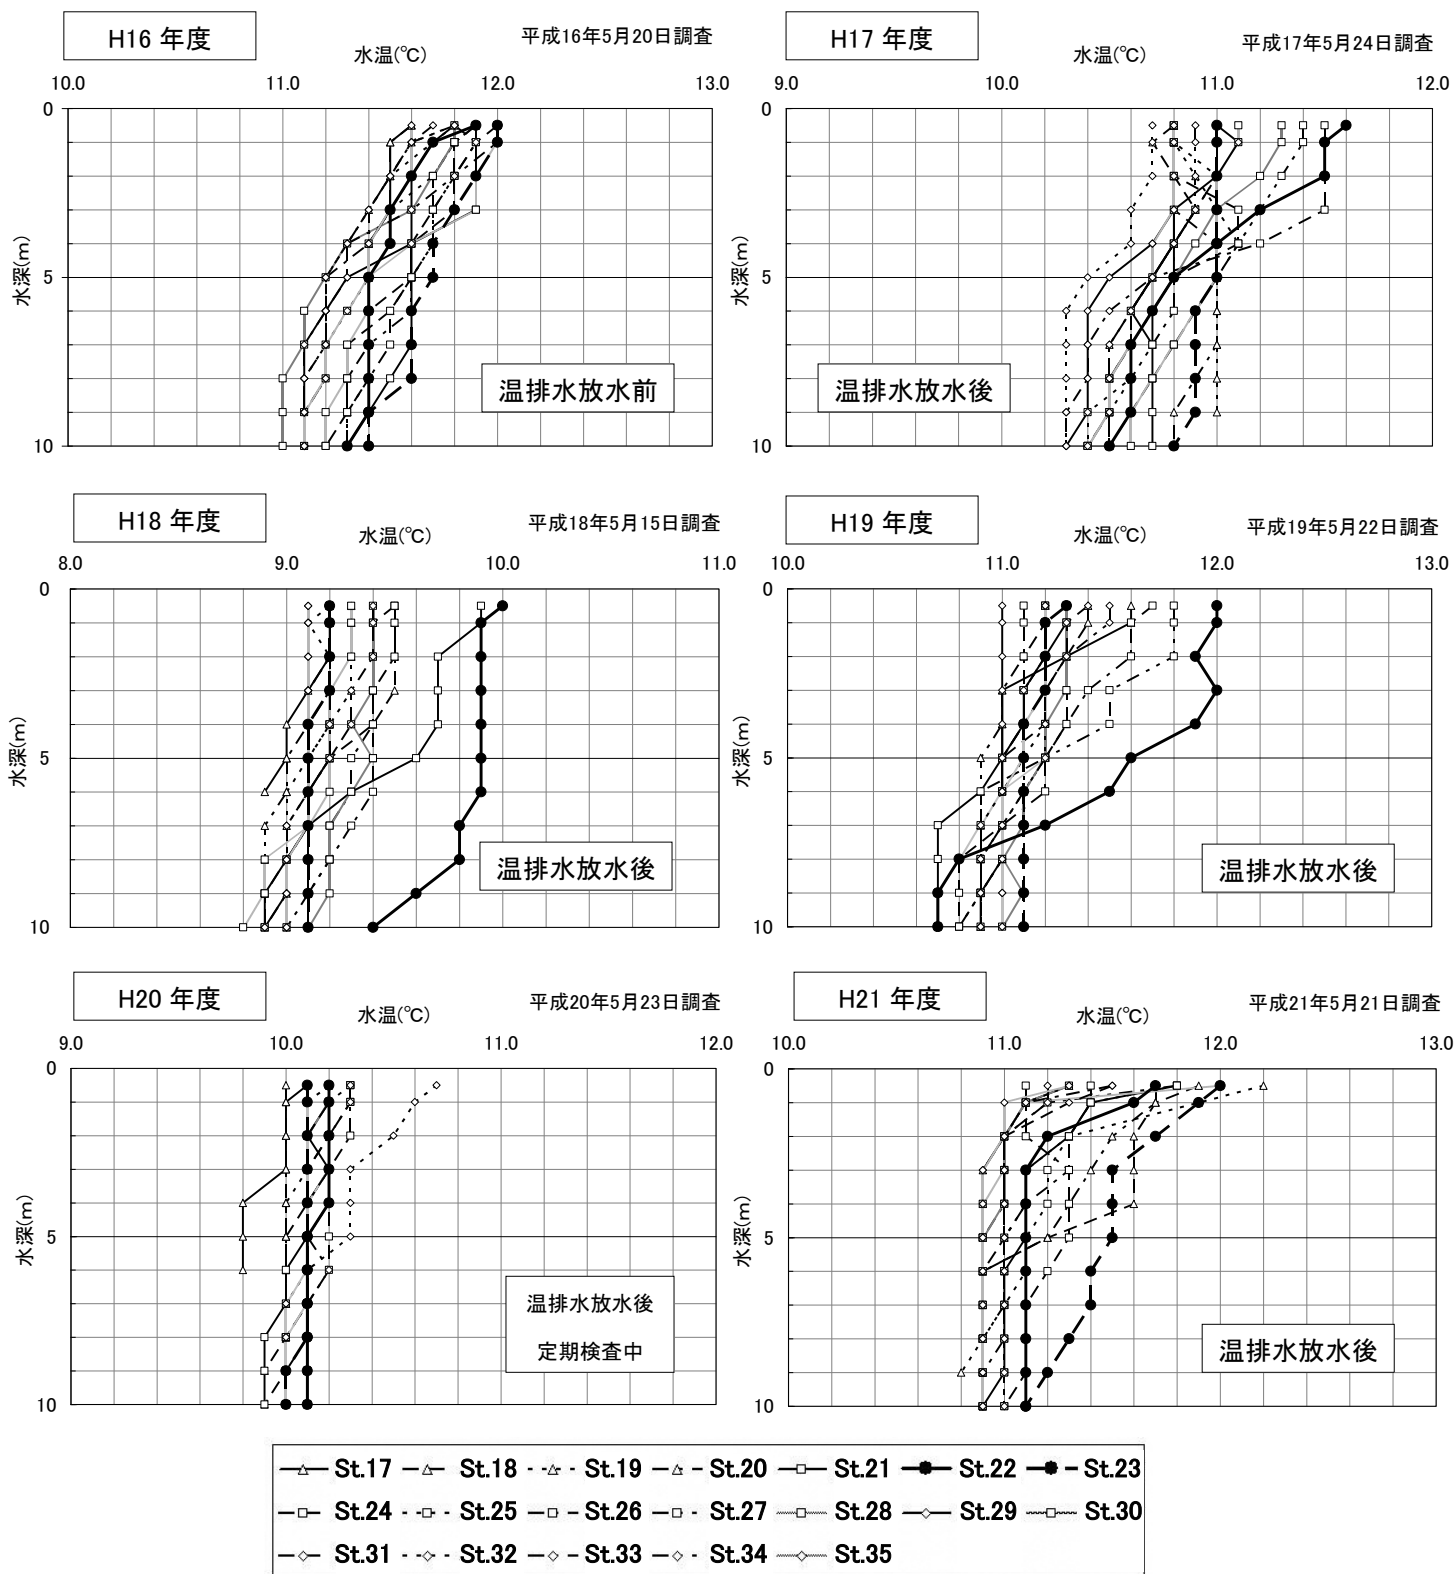 H16 年度
水温(℃)
平成16年5月20日調査
10.0 11.0 12.0 13.0
0
5
10
水深(m)
温排水放水前
H17 年度
水温(℃)
平成17年5月24日調査
9.0 10.0 11.0 12.0
0
5
10
水深(m)
温排水放水後
H18 年度
水温(℃)
平成18年5月15日調査
8.0 9.0 10.0 11.0
0
5
10
水深(m)
温排水放水後
H19 年度
水温(℃)
平成19年5月22日調査
10.0 11.0 12.0 13.0
0
5
10
水深(m)
温排水放水後
H20 年度
水温(℃)
平成20年5月23日調査
9.0 10.0 11.0 12.0
0
5
10
水深(m)
温排水放水後
定期検査中
H21 年度
水温(℃)
平成21年5月21日調査
10.0 11.0 12.0 13.0
0
5
10
水深(m)
温排水放水後
St.17 St.18 St.19 St.20 St.21 St.22 St.23
St.24 St.25 St.26 St.27 St.28 St.29 St.30
St.31 St.32 St.33 St.34 St.35